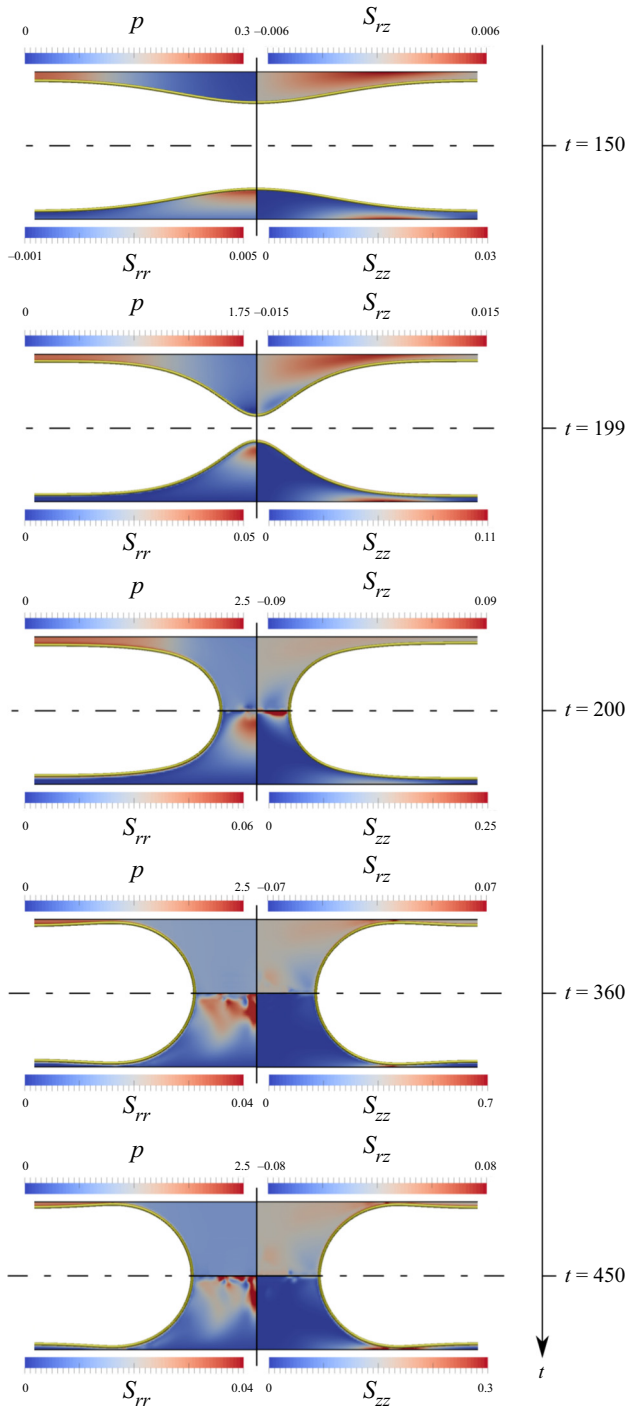 p S_rz
0 0.3 −0.006 0.006
t = 150
−0.001 0.005 0 0.03
S_rr S_zz
p S_rz
0 1.75 −0.015 0.015
t = 199
0 0.05 0 0.11
S_rr S_zz
p S_rz
0 2.5 −0.09 0.09
t = 200
0 0.06 0 0.25
S_rr S_zz
p S_rz
0 2.5 −0.07 0.07
t = 360
0 0.04 0 0.7
S_rr S_zz
p S_rz
0 2.5 −0.08 0.08
t = 450
0 0.04 0 0.3
S_rr S_zz
t